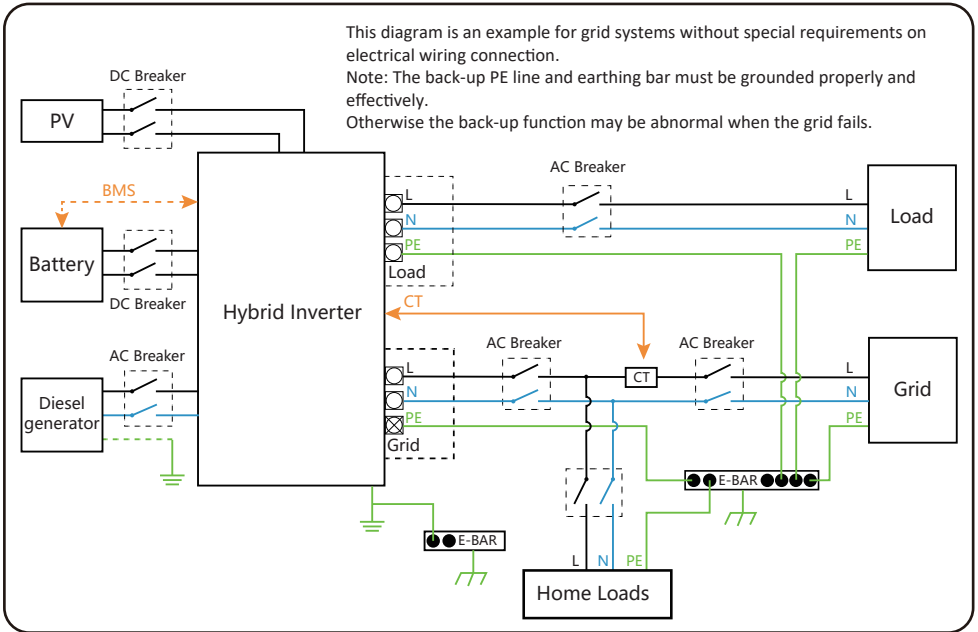 This diagram is an example for grid systems without special requirements on
electrical wiring connection.
Note: The back-up PE line and earthing bar must be grounded properly and
effectively.
Otherwise the back-up function may be abnormal when the grid fails.
DC Breaker
PV
AC Breaker
BMS
L
L
N
N
Load
Battery
PE
PE
Load
DC Breaker
CT
Hybrid Inverter
AC Breaker
AC Breaker
AC Breaker
L
CT
L
N
N
Grid
Diesel
generator
PE
PE
Grid
E-BAR
E-BAR
L
N
PE
Home Loads